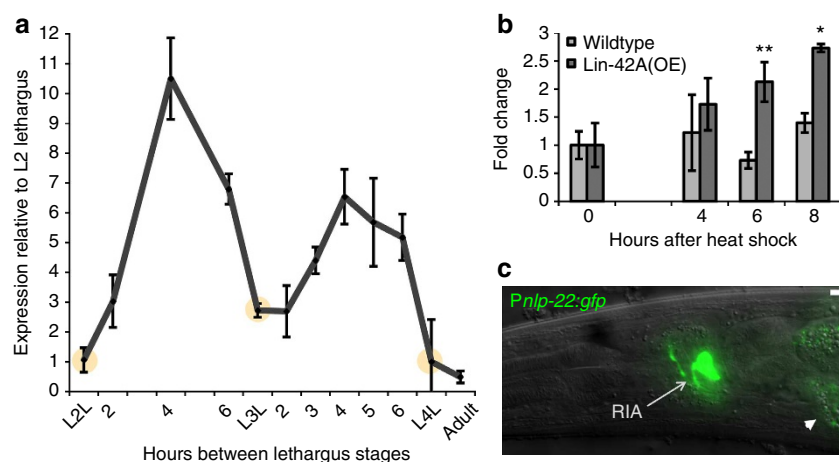 a
Expression relative to L2 lethargus
12
11
10
9
8
7
6
5
4
3
2
1
0
L2L 2 4 6 L3L 2 3 4 5 6 L4L Adult
Hours between lethargus stages
b
Fold change
3
2.5
2
1.5
1
0.5
0
Wildtype
Lin-42A(OE)
** *
0 4 6 8
Hours after heat shock
c
Pnlp-22:gfp
RIA